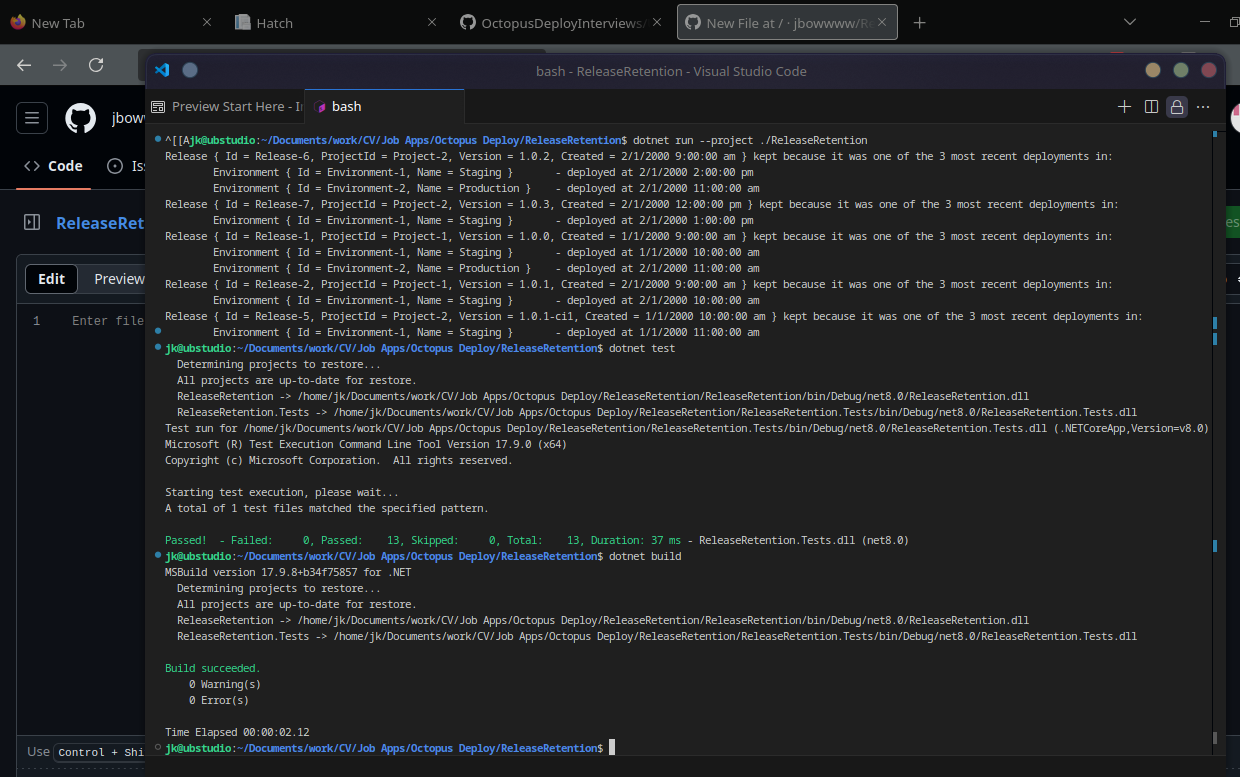 New Tab
Hatch
OctopusDeployInterviews/
New File at / · jbowwww/Re
bash - ReleaseRetention - Visual Studio Code
Preview Start Here - I
bash
jbow
Code
Is
ReleaseRet
Edit
Preview
1
Enter file
Use Control + Shi
^[[Ajk@ubstudio:~/Documents/work/CV/Job Apps/Octopus Deploy/ReleaseRetention$ dotnet run --project ./ReleaseRetention
Release { Id = Release-6, ProjectId = Project-2, Version = 1.0.2, Created = 2/1/2000 9:00:00 am } kept because it was one of the 3 most recent deployments in:
Environment { Id = Environment-1, Name = Staging } - deployed at 2/1/2000 2:00:00 pm
Environment { Id = Environment-2, Name = Production } - deployed at 2/1/2000 11:00:00 am
Release { Id = Release-7, ProjectId = Project-2, Version = 1.0.3, Created = 2/1/2000 12:00:00 pm } kept because it was one of the 3 most recent deployments in:
Environment { Id = Environment-1, Name = Staging } - deployed at 2/1/2000 1:00:00 pm
Release { Id = Release-1, ProjectId = Project-1, Version = 1.0.0, Created = 1/1/2000 9:00:00 am } kept because it was one of the 3 most recent deployments in:
Environment { Id = Environment-1, Name = Staging } - deployed at 1/1/2000 10:00:00 am
Environment { Id = Environment-2, Name = Production } - deployed at 2/1/2000 11:00:00 am
Release { Id = Release-2, ProjectId = Project-1, Version = 1.0.1, Created = 2/1/2000 9:00:00 am } kept because it was one of the 3 most recent deployments in:
Environment { Id = Environment-1, Name = Staging } - deployed at 2/1/2000 10:00:00 am
Release { Id = Release-5, ProjectId = Project-2, Version = 1.0.1-ci1, Created = 1/1/2000 10:00:00 am } kept because it was one of the 3 most recent deployments in:
Environment { Id = Environment-1, Name = Staging } - deployed at 1/1/2000 11:00:00 am
jk@ubstudio:~/Documents/work/CV/Job Apps/Octopus Deploy/ReleaseRetention$ dotnet test
Determining projects to restore...
All projects are up-to-date for restore.
ReleaseRetention -> /home/jk/Documents/work/CV/Job Apps/Octopus Deploy/ReleaseRetention/ReleaseRetention/bin/Debug/net8.0/ReleaseRetention.dll
ReleaseRetention.Tests -> /home/jk/Documents/work/CV/Job Apps/Octopus Deploy/ReleaseRetention/ReleaseRetention.Tests/bin/Debug/net8.0/ReleaseRetention.Tests.dll
Test run for /home/jk/Documents/work/CV/Job Apps/Octopus Deploy/ReleaseRetention/ReleaseRetention.Tests/bin/Debug/net8.0/ReleaseRetention.Tests.dll (.NETCoreApp,Version=v8.0)
Microsoft (R) Test Execution Command Line Tool Version 17.9.0 (x64)
Copyright (c) Microsoft Corporation. All rights reserved.
Starting test execution, please wait...
A total of 1 test files matched the specified pattern.
Passed! - Failed: 0, Passed: 13, Skipped: 0, Total: 13, Duration: 37 ms - ReleaseRetention.Tests.dll (net8.0)
jk@ubstudio:~/Documents/work/CV/Job Apps/Octopus Deploy/ReleaseRetention$ dotnet build
MSBuild version 17.9.8+b34f75857 for .NET
Determining projects to restore...
All projects are up-to-date for restore.
ReleaseRetention -> /home/jk/Documents/work/CV/Job Apps/Octopus Deploy/ReleaseRetention/ReleaseRetention/bin/Debug/net8.0/ReleaseRetention.dll
ReleaseRetention.Tests -> /home/jk/Documents/work/CV/Job Apps/Octopus Deploy/ReleaseRetention/ReleaseRetention.Tests/bin/Debug/net8.0/ReleaseRetention.Tests.dll
Build succeeded.
0 Warning(s)
0 Error(s)
Time Elapsed 00:00:02.12
jk@ubstudio:~/Documents/work/CV/Job Apps/Octopus Deploy/ReleaseRetention$